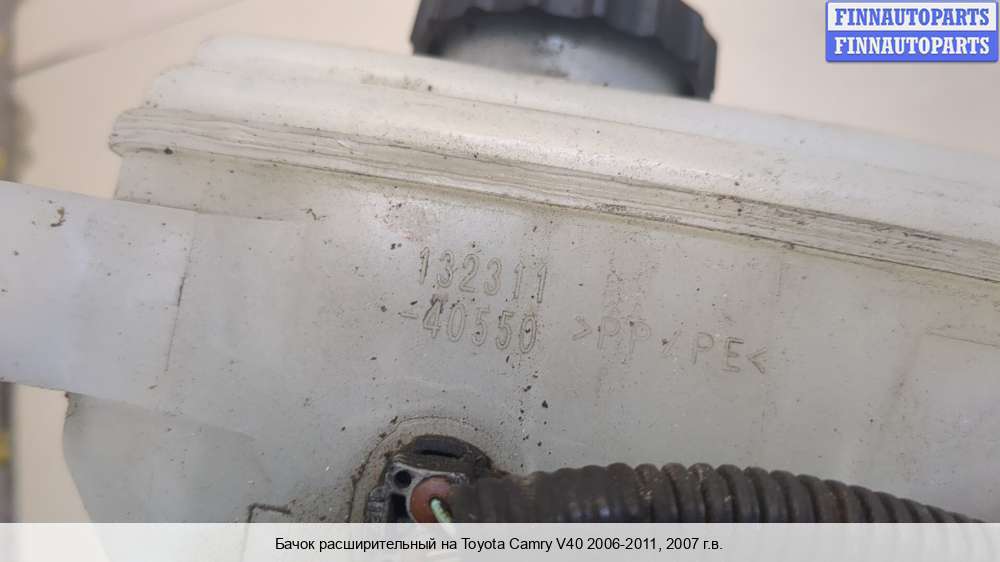 FINNAUTOPARTS
FINNAUTOPARTS
132311
-40550 >PP/PE<
Бачок расширительный на Toyota Camry V40 2006-2011, 2007 г.в.